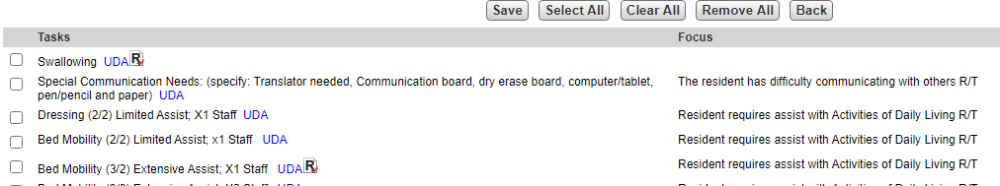 Save Select All Clear All Remove All Back
Tasks Focus
Swallowing UDA R
Special Communication Needs: (specify: Translator needed, Communication board, dry erase board, computer/tablet, The resident has difficulty communicating with others R/T
pen/pencil and paper) UDA
Dressing (2/2) Limited Assist; X1 Staff UDA Resident requires assist with Activities of Daily Living R/T
Bed Mobility (2/2) Limited Assist; x1 Staff UDA Resident requires assist with Activities of Daily Living R/T
Bed Mobility (3/2) Extensive Assist; X1 Staff UDA R Resident requires assist with Activities of Daily Living R/T